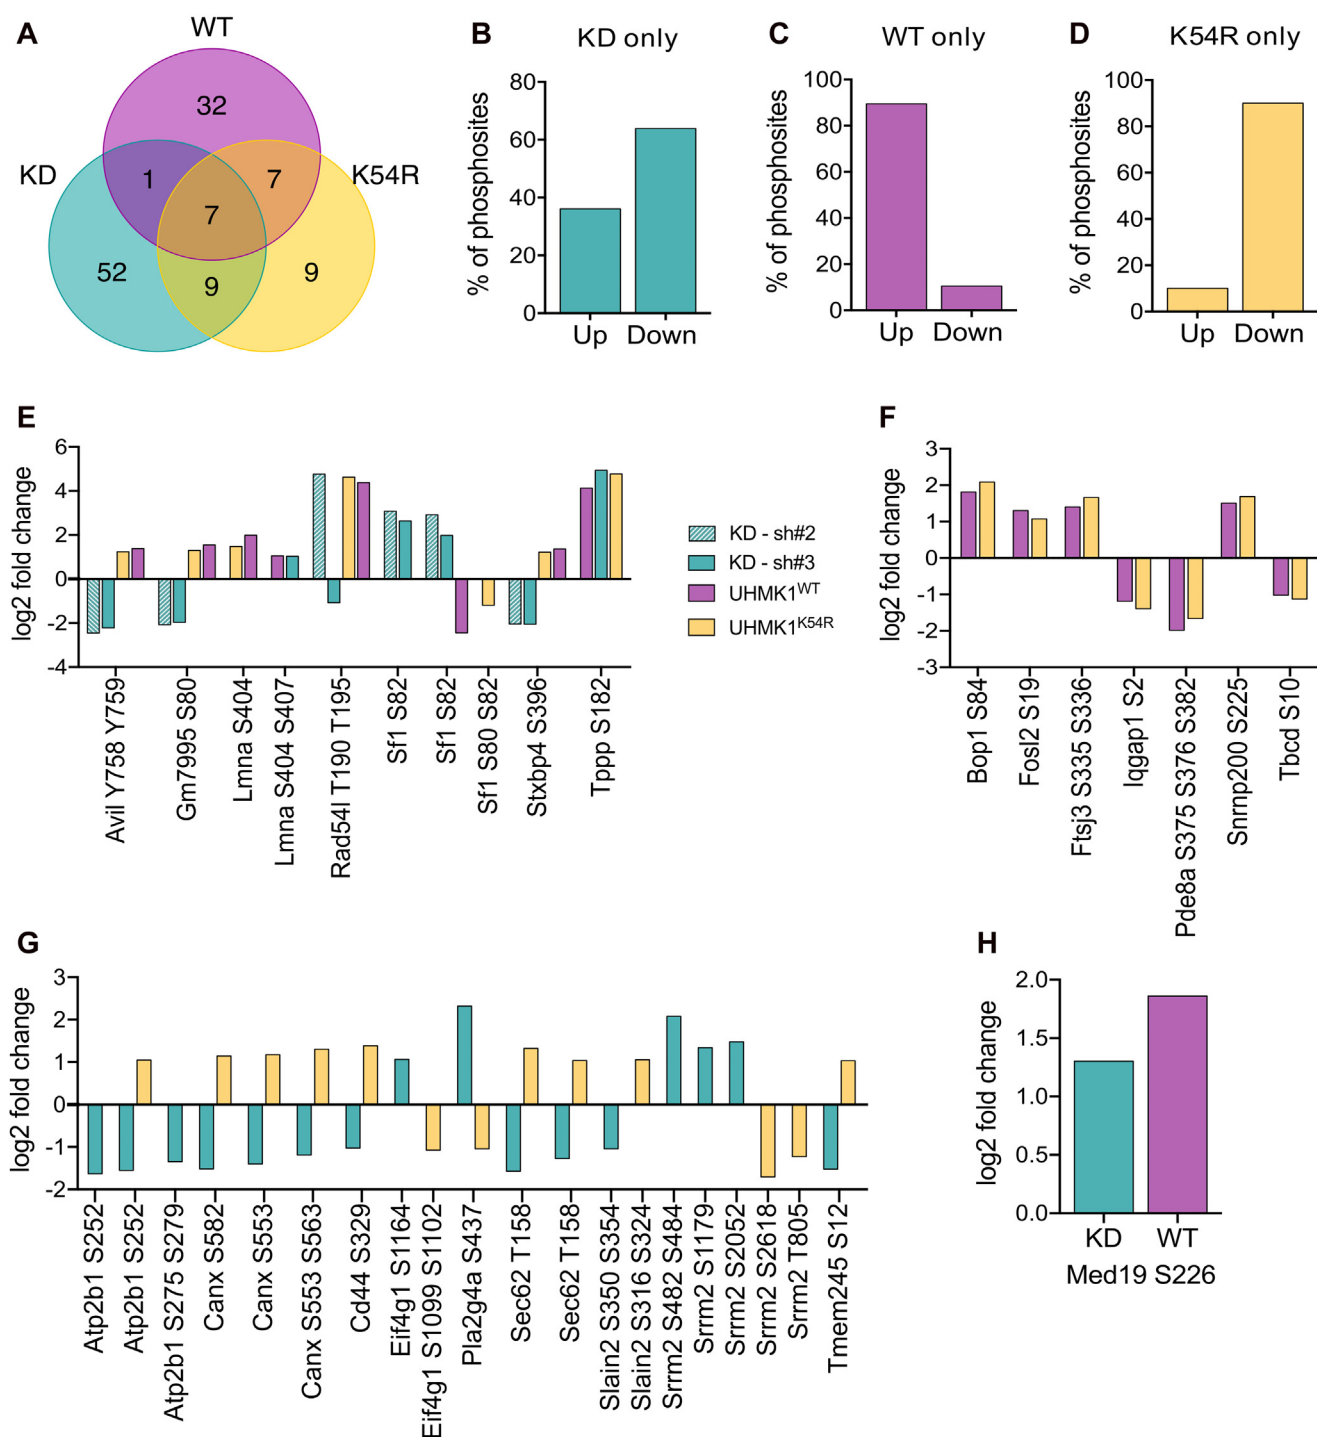 A
WT
32
KD
1
7
K54R
7
52
9
9
B
KD only
% of phosphosites
80
60
40
20
0
Up Down
C
WT only
% of phosphosites
100
80
60
40
20
0
Up Down
D
K54R only
% of phosphosites
100
80
60
40
20
0
Up Down
E
log2 fold change
6
4
2
0
-2
-4
Avil Y758 Y759
Gm7995 S80
Lmna S404
Lmna S404 S407
Rad54l T190 T195
Sf1 S82
Sf1 S82
Sf1 S80 S82
Stxbp4 S396
Tppp S182
KD - sh#2
KD - sh#3
UHMK1WT
UHMK1K54R
F
log2 fold change
3
2
1
0
-1
-2
-3
Bop1 S84
Fosl2 S19
Ftsj3 S335 S336
Iqgap1 S2
Pde8a S375 S376 S382
Snrnp200 S225
Tbcd S10
G
log2 fold change
3
2
1
0
-1
-2
Atp2b1 S252
Atp2b1 S252
Atp2b1 S275 S279
Canx S582
Canx S553
Canx S553 S563
Cd44 S329
Eif4g1 S1164
Eif4g1 S1099 S1102
Pla2g4a S437
Sec62 T158
Sec62 T158
Slain2 S350 S354
Slain2 S316 S324
Srrm2 S482 S484
Srrm2 S1179
Srrm2 S2052
Srrm2 S2618
Srrm2 T805
Tmem245 S12
H
log2 fold change
2.0
1.5
1.0
0.5
0.0
KD WT
Med19 S226